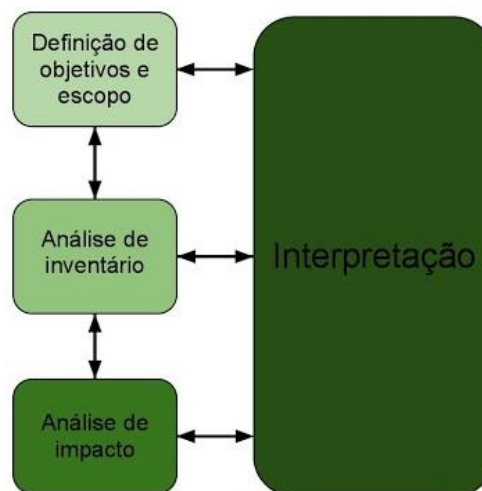 Definição de
objetivos e
escopo
Análise de
inventário
Interpretação
Análise de
impacto